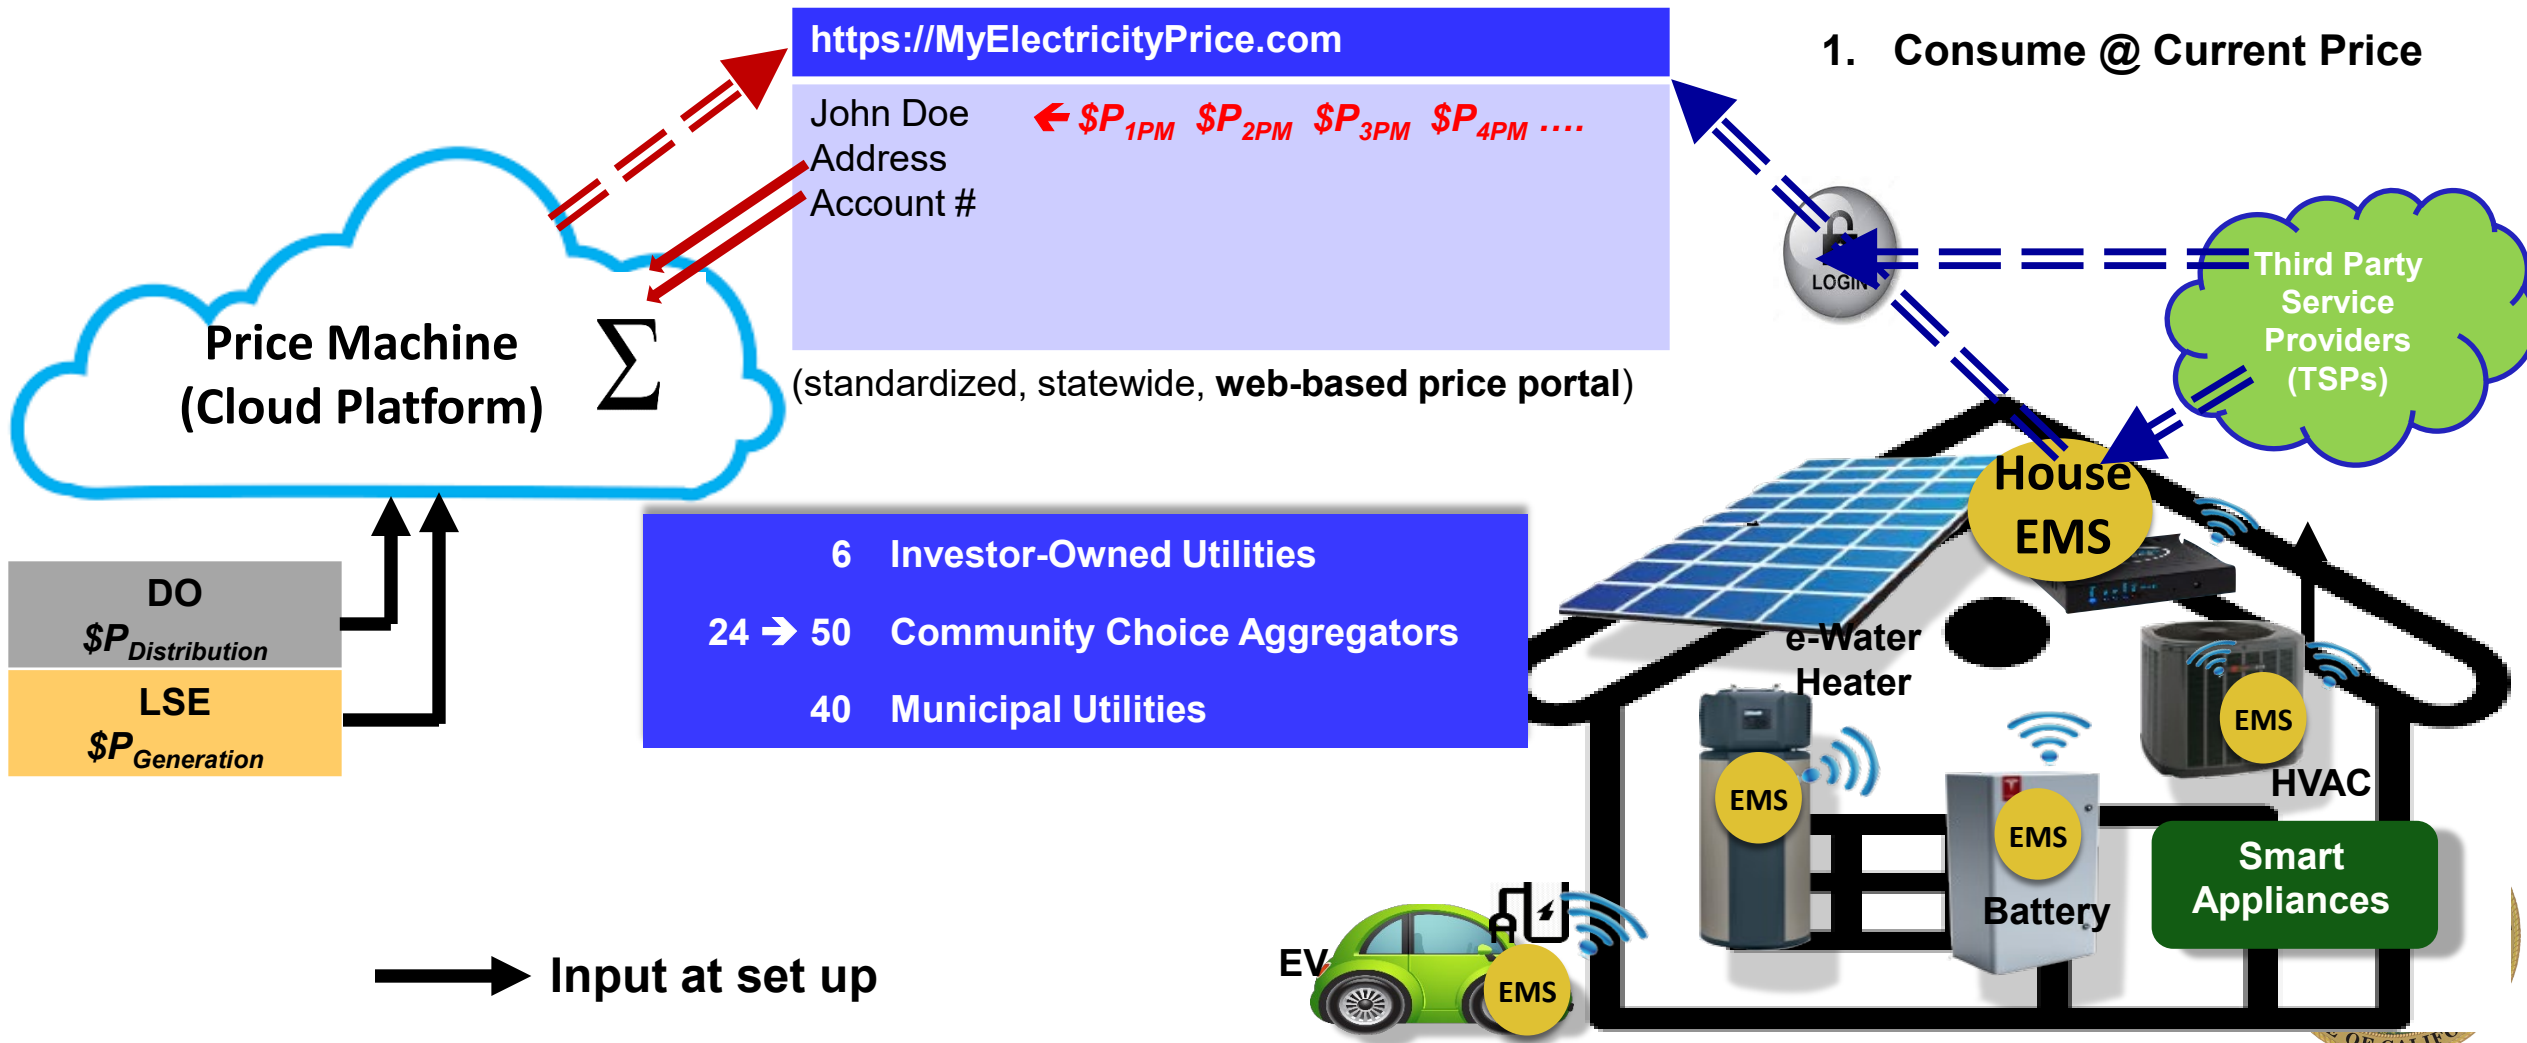 https://MyElectricityPrice.com
1. Consume @ Current Price
John Doe ← $P1PM $P2PM $P3PM $P4PM ....
Address
Account #
LOGIN
Third Party
Service
Providers
(TSPs)
Price Machine
(Cloud Platform) ∑
(standardized, statewide, web-based price portal)
House
EMS
6 Investor-Owned Utilities
24 → 50 Community Choice Aggregators
40 Municipal Utilities
DO
$PDistribution
LSE
$PGeneration
e-Water
Heater
EMS
EMS
Battery
EMS
HVAC
Smart
Appliances
EV
EMS
Input at set up
OF CALIFO